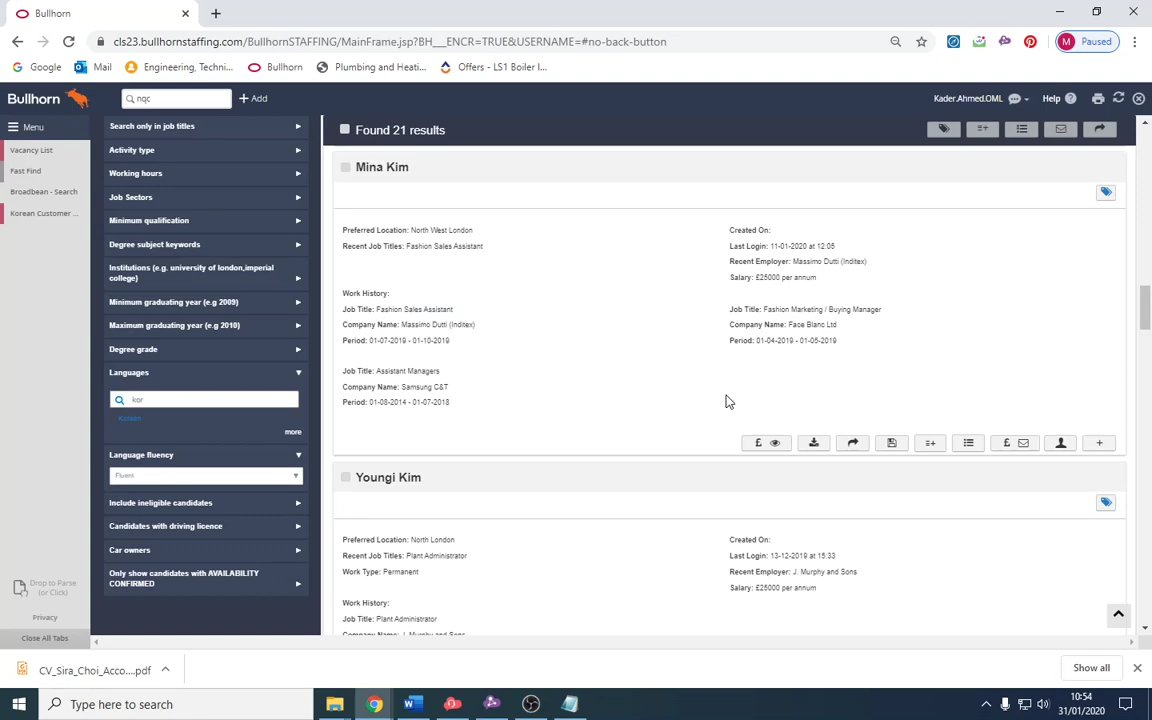 Bullhorn
cls23.bullhornstaffing.com/BullhornSTAFFING/MainFrame.jsp?BH___ENCR=TRUE&USERNAME=#no-back-button
M Paused
Google
Mail
Engineering, Techni...
Bullhorn
Plumbing and Heati...
Offers - LS1 Boiler I...
Bullhorn
nqc
Add
Kader.Ahmed.OML
Help
Menu
Vacancy List
Fast Find
Broadbean - Search
Korean Customer ...
Drop to Parse
(or Click)
Privacy
Close All Tabs
Search only in job titles
Activity type
Working hours
Job Sectors
Minimum qualification
Degree subject keywords
Institutions (e.g. university of london,imperial
college)
Minimum graduating year (e.g 2009)
Maximum graduating year (e.g 2010)
Degree grade
Languages
kor
Korean
more
Language fluency
Fluent
Include ineligible candidates
Candidates with driving licence
Car owners
Only show candidates with AVAILABILITY
CONFIRMED
Found 21 results
Mina Kim
Preferred Location: North West London
Recent Job Titles: Fashion Sales Assistant
Created On:
Last Login: 11-01-2020 at 12:05
Recent Employer: Massimo Dutti (Inditex)
Salary: £25000 per annum
Work History:
Job Title: Fashion Sales Assistant
Company Name: Massimo Dutti (Inditex)
Period: 01-07-2019 - 01-10-2019
Job Title: Fashion Marketing / Buying Manager
Company Name: Face Blanc Ltd
Period: 01-04-2019 - 01-05-2019
Job Title: Assistant Managers
Company Name: Samsung C&T
Period: 01-08-2014 - 01-07-2018
£
£
Youngi Kim
Preferred Location: North London
Recent Job Titles: Plant Administrator
Work Type: Permanent
Created On:
Last Login: 13-12-2019 at 15:33
Recent Employer: J. Murphy and Sons
Salary: £25000 per annum
Work History:
Job Title: Plant Administrator
Company Name: J. Murphy and Sons
CV_Sira_Choi_Acco....pdf
Show all
Type here to search
10:54
31/01/2020